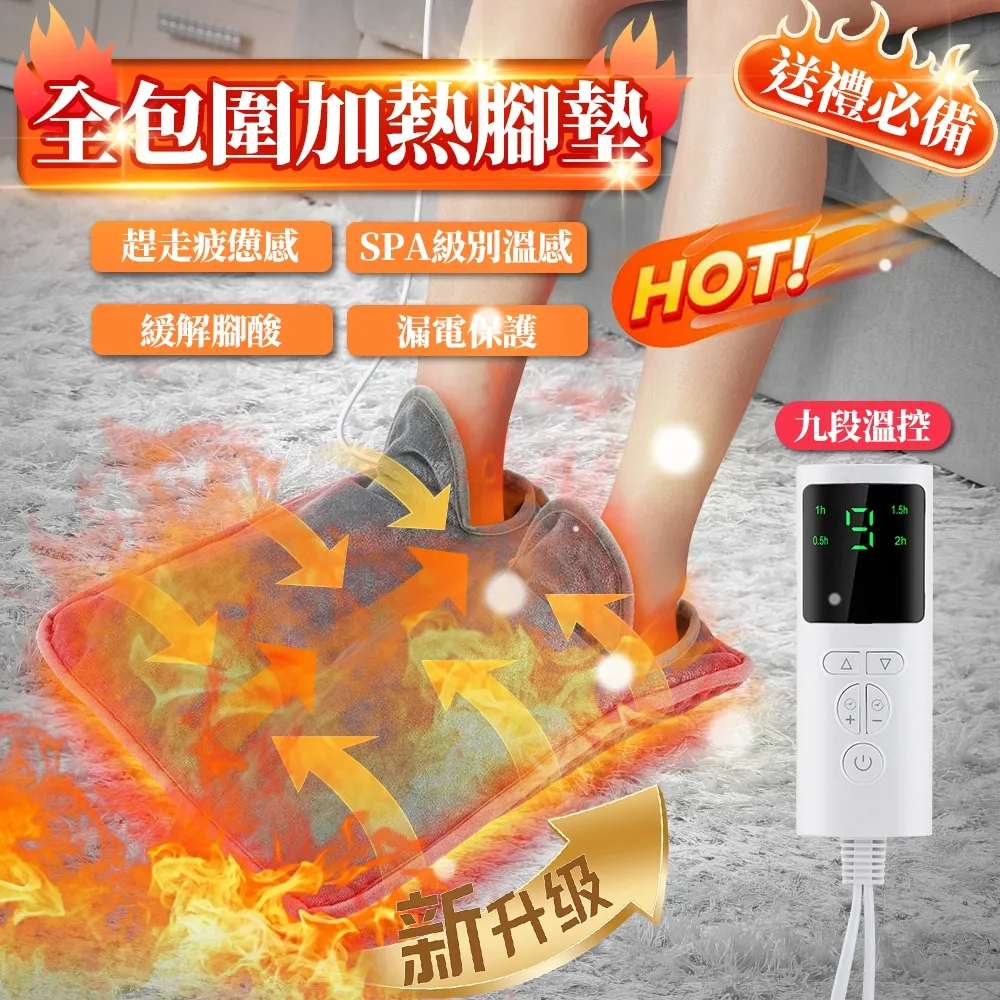 全包圍加熱腳墊
送禮必備
趕走疲憊感
SPA級別溫感
緩解腳酸
漏電保護
HOT!
九段溫控
1h
1.5h
9
0.5h
2h
新升级